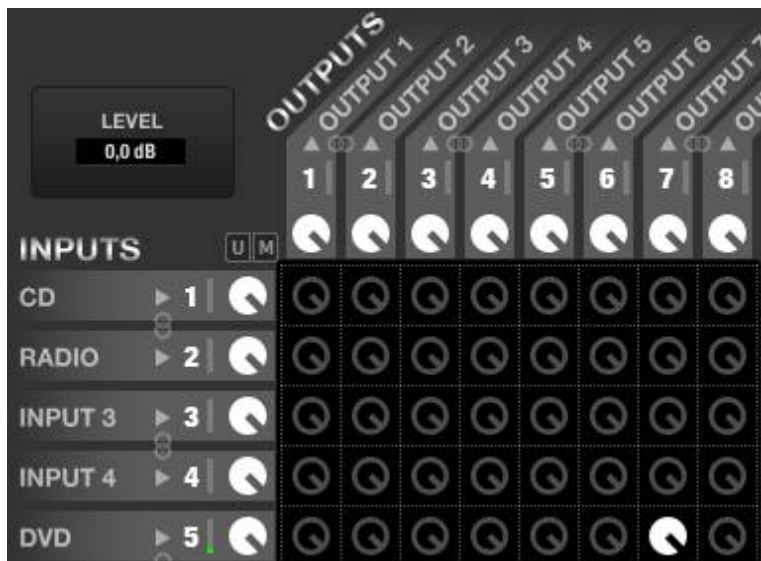 OUTPUTS
OUTPUT 1
OUTPUT 2
OUTPUT 3
OUTPUT 4
OUTPUT 5
OUTPUT 6
OUTPUT 7
LEVEL
0,0 dB
1 2 3 4 5 6 7 8
INPUTS U M
CD 1
RADIO 2
INPUT 3 3
INPUT 4 4
DVD 5